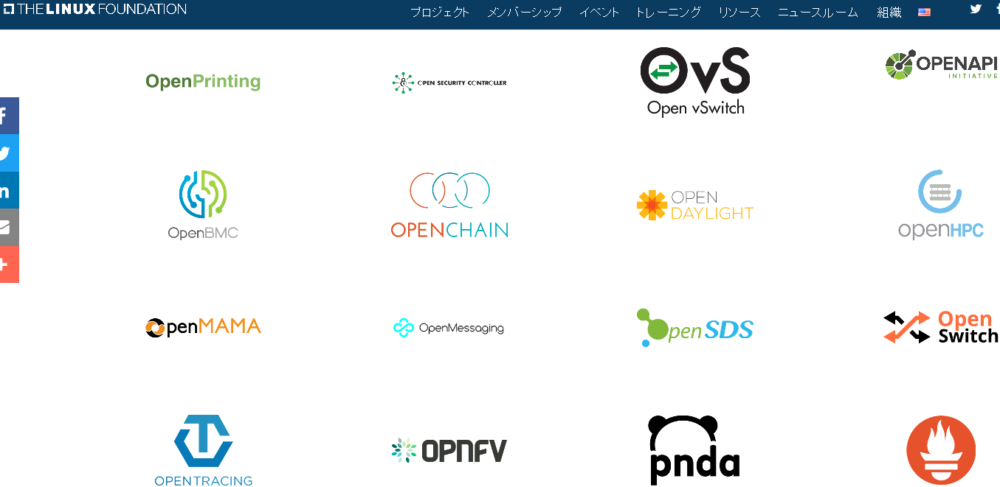 THE LINUX FOUNDATION
プロジェクト メンバーシップ イベント トレーニング リソース ニュースルーム 組織
OpenPrinting
OPEN SECURITY CONTROLLER
OvS
Open vSwitch
OPENAPI
INITIATIVE
OpenBMC
OPENCHAIN
OPEN
DAYLIGHT
openHPC
OpenMAMA
OpenMessaging
Open SDS
Open
Switch
OPENTRACING
OPNFV
pnda